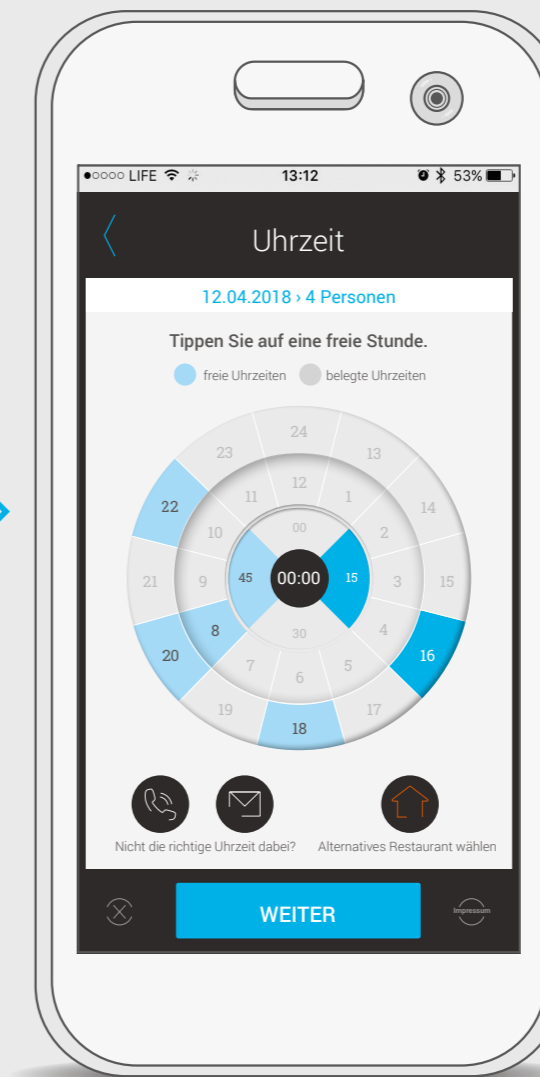 LIFE 13:12 53%
Uhrzeit
12.04.2018 › 4 Personen
Tippen Sie auf eine freie Stunde.
freie Uhrzeiten belegte Uhrzeiten
24
23 13
12
22 11 1 14
10 00 2
21 9 45 00:00 15 3 15
8 30 4
20 7 5 16
6
19 17
18
Nicht die richtige Uhrzeit dabei? Alternatives Restaurant wählen
WEITER Impressum